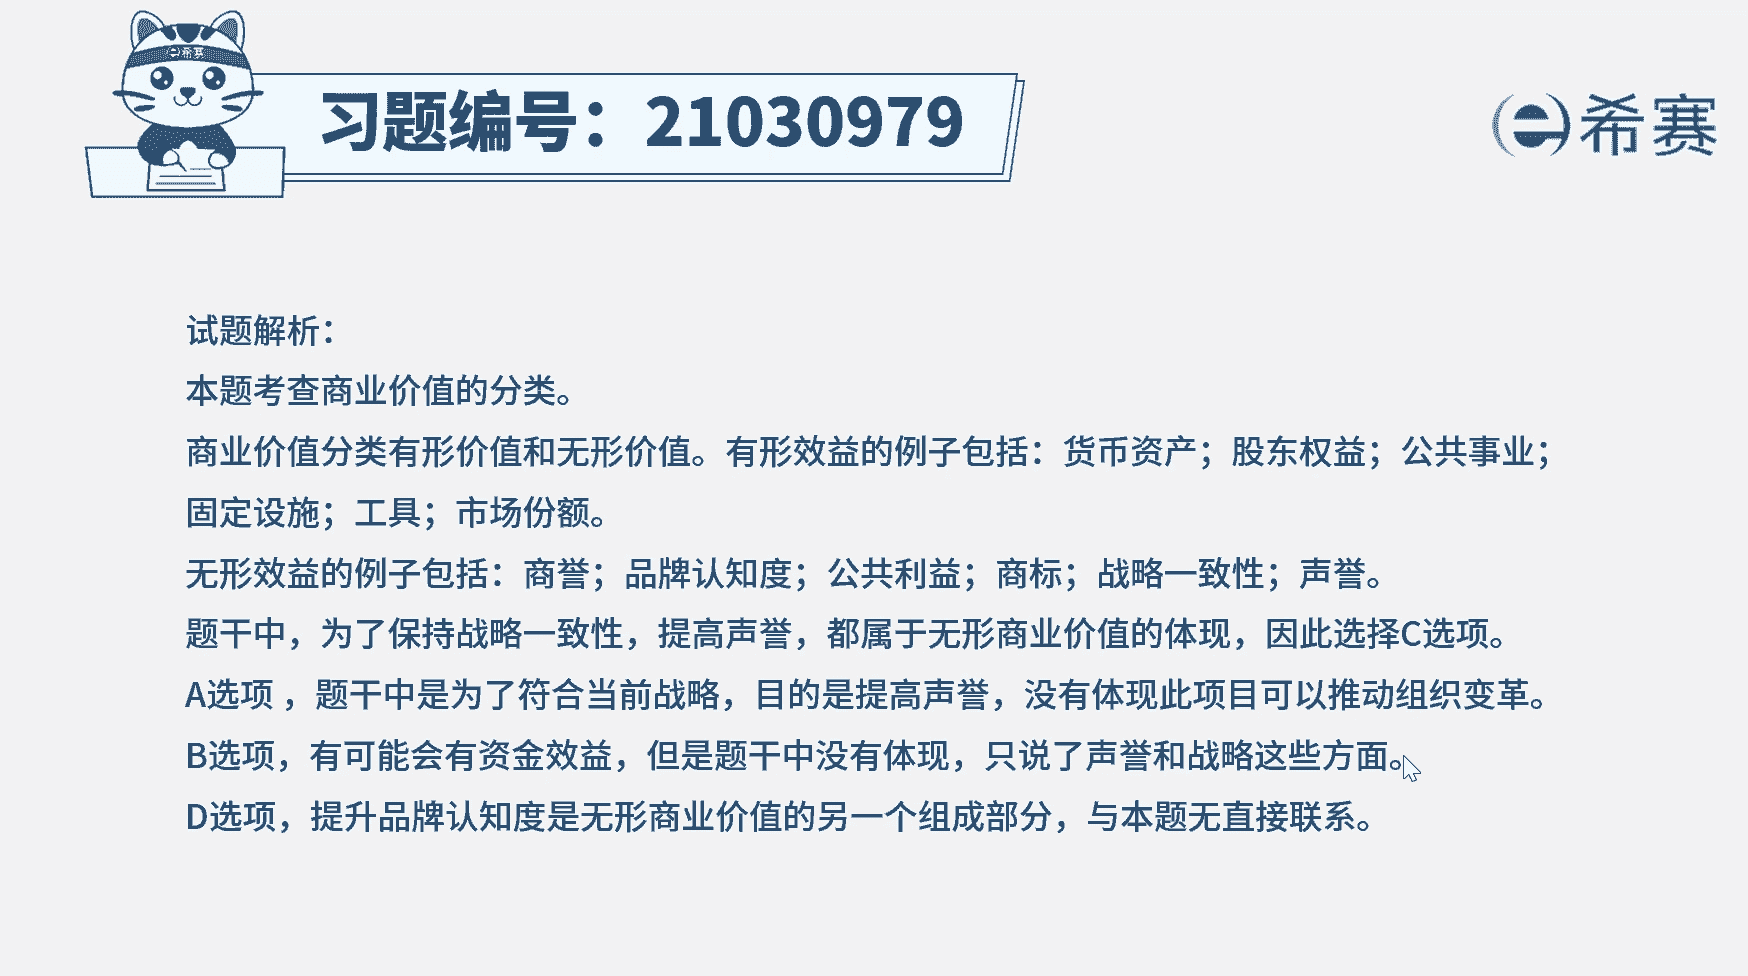 希赛
习题编号：21030979
希赛
试题解析：
本题考查商业价值的分类。
商业价值分类有形价值和无形价值。有形效益的例子包括：货币资产；股东权益；公共事业；
固定设施；工具；市场份额。
无形效益的例子包括：商誉；品牌认知度；公共利益；商标；战略一致性；声誉。
题干中，为了保持战略一致性，提高声誉，都属于无形商业价值的体现，因此选择C选项。
A选项 ，题干中是为了符合当前战略，目的是提高声誉，没有体现此项目可以推动组织变革。
B选项，有可能会有资金效益，但是题干中没有体现，只说了声誉和战略这些方面。
D选项，提升品牌认知度是无形商业价值的另一个组成部分，与本题无直接联系。